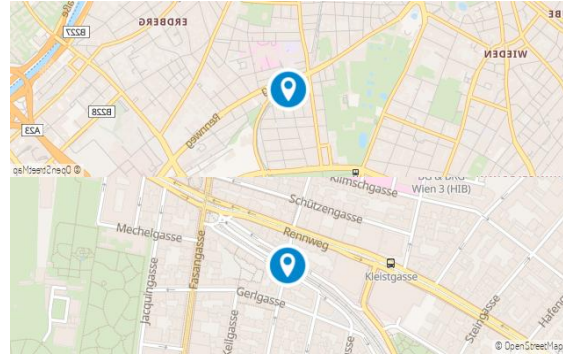 ERDBERG
B227
WIEDEN
Rennweg
B228
A23
© OpenStreetMap
Klimschgasse
BG & BRG
Wien 3 (HIB)
Schützengasse
Mechelgasse
Rennweg
Fasangasse
Kleistgasse
Jacquingasse
Gerlgasse
Steingasse
Kellgasse
Hafeng
© OpenStreetMap